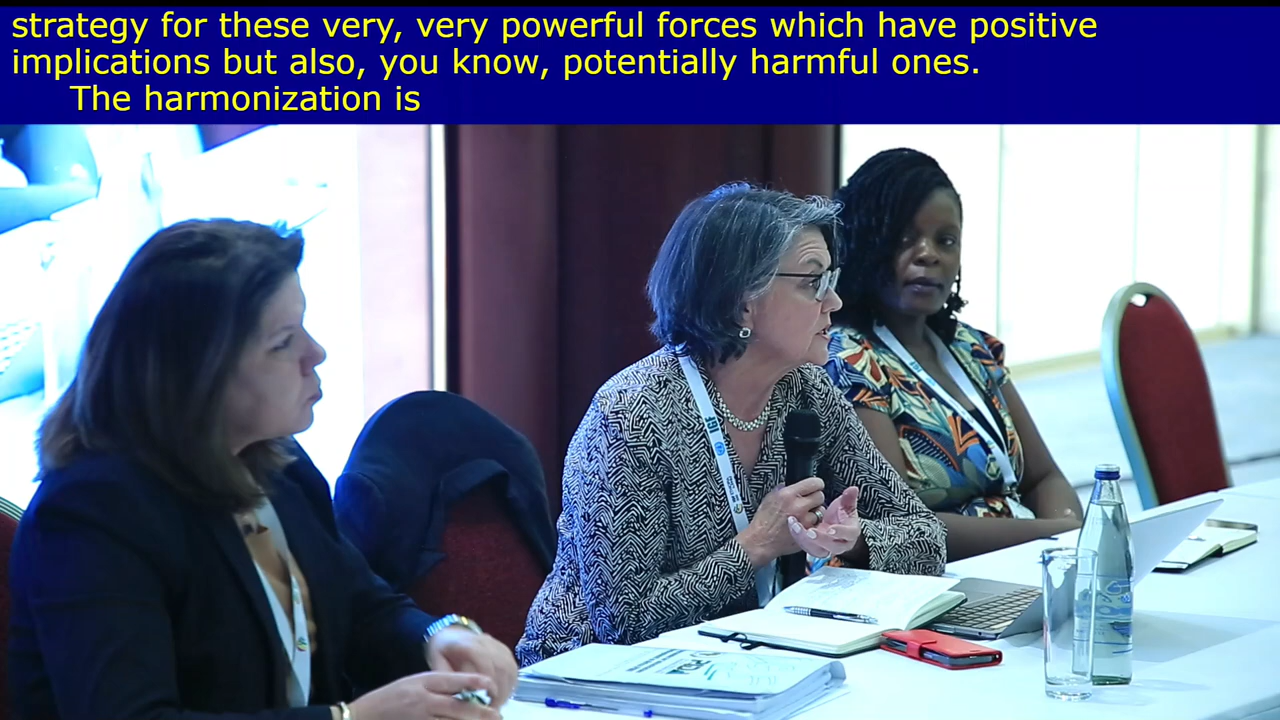 strategy for these very, very powerful forces which have positive
implications but also, you know, potentially harmful ones.
The harmonization is
IGF